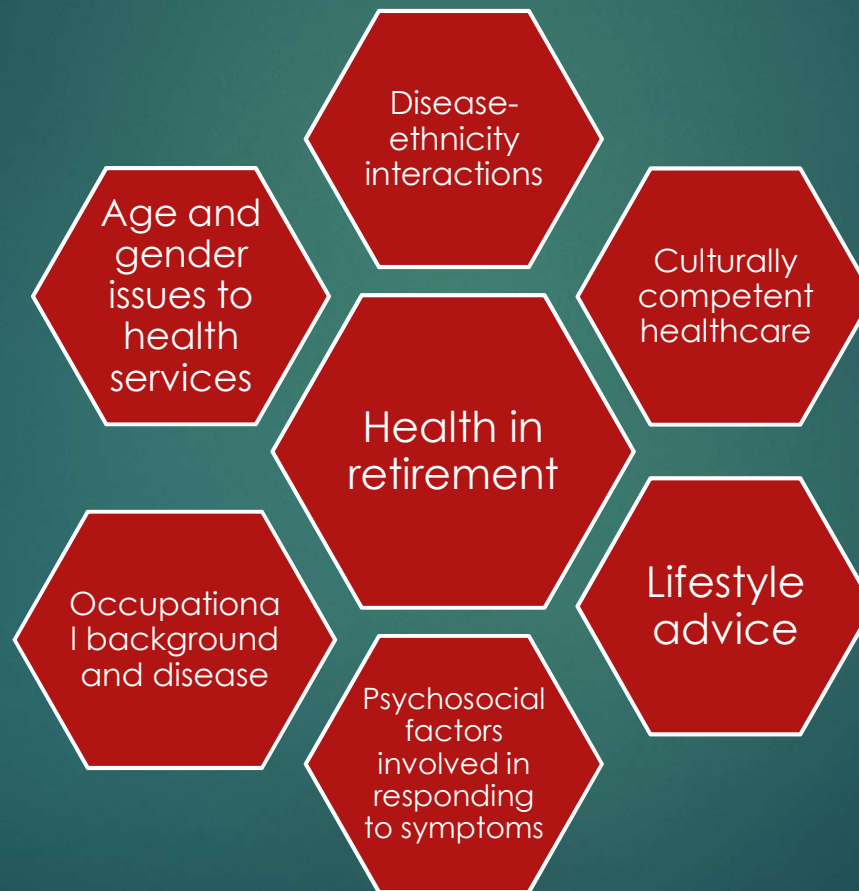 Disease-
ethnicity
interactions
Age and
gender
issues to
health
services
Culturally
competent
healthcare
Health in
retirement
Occupationa
l background
and disease
Lifestyle
advice
Psychosocial
factors
involved in
responding
to symptoms